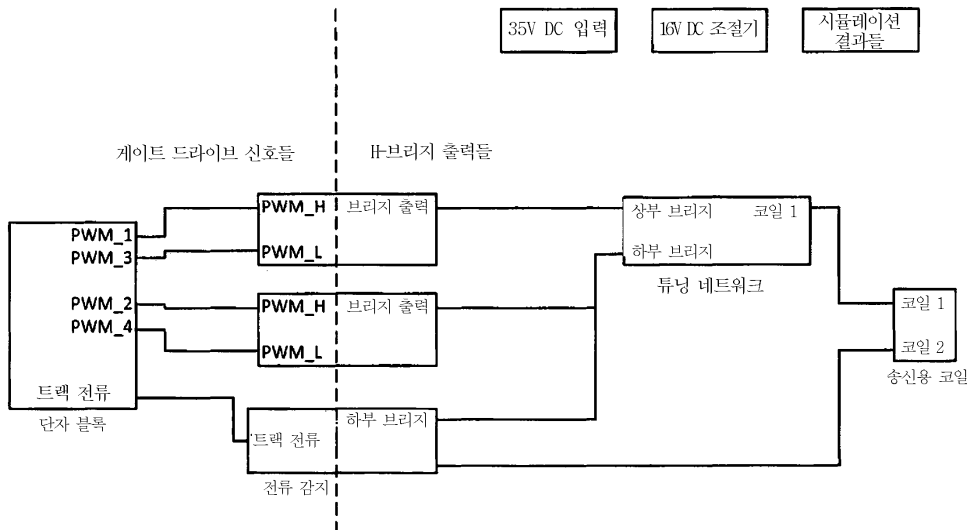 35V DC 입력
16V DC 조절기
시뮬레이션
결과들
게이트 드라이브 신호들
H-브리지 출력들
PWM_1
PWM_3
PWM_2
PWM_4
트랙 전류
단자 블록
PWM_H
브리지 출력
PWM_L
PWM_H
브리지 출력
PWM_L
하부 브리지
트랙 전류
전류 감지
상부 브리지
코일 1
하부 브리지
튜닝 네트워크
코일 1
코일 2
송신용 코일